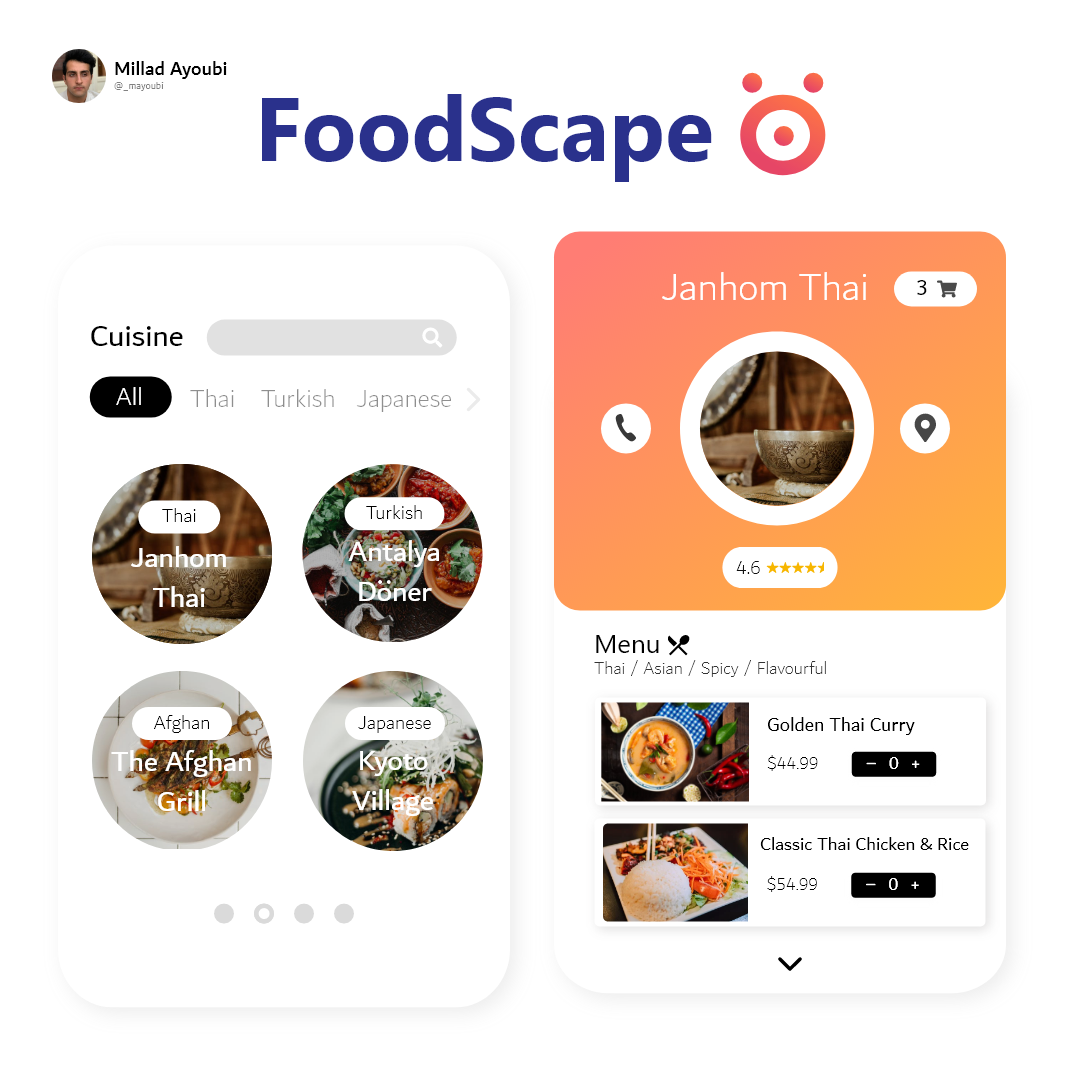 Millad Ayoubi
@_mayoubi
FoodScape
Cuisine
All Thai Turkish Japanese
Thai
Janhom
Thai
Turkish
Antalya
Döner
Afghan
The Afghan
Grill
Japanese
Kyoto
Village
Janhom Thai
3
4.6
Menu
Thai / Asian / Spicy / Flavourful
Golden Thai Curry
$44.99 − 0 +
Classic Thai Chicken & Rice
$54.99 − 0 +